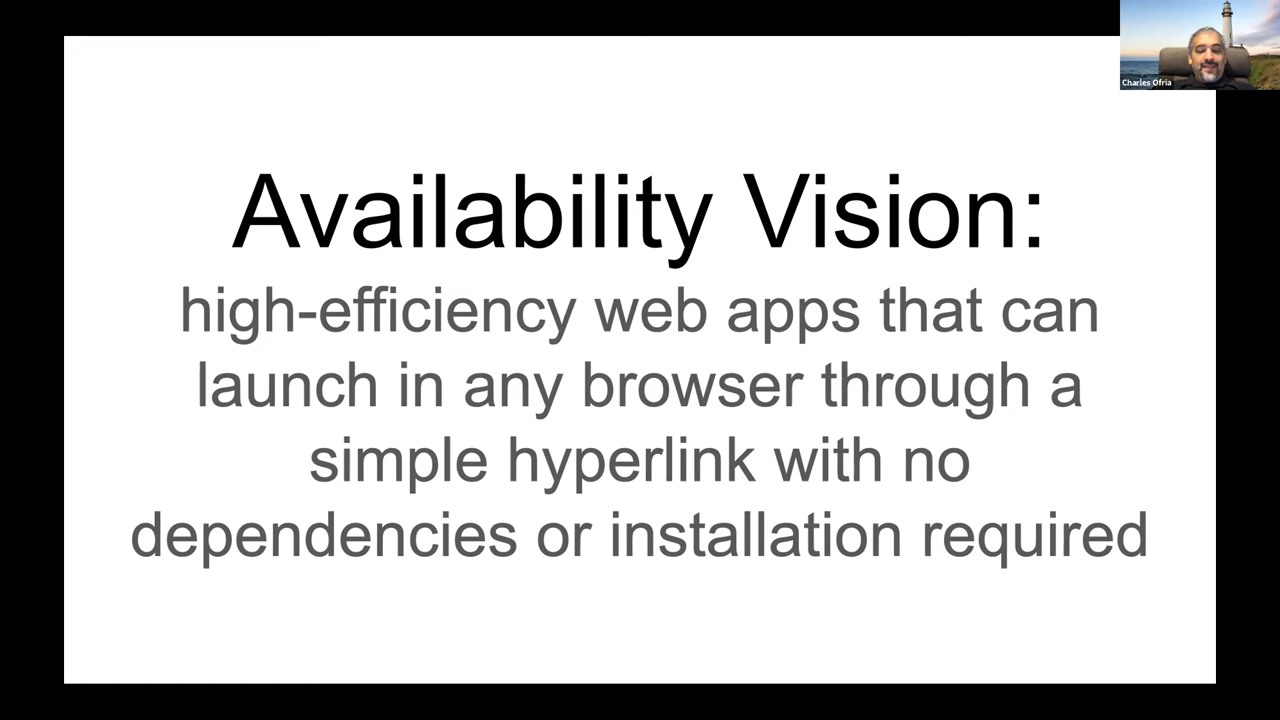 Charles Ofria
Availability Vision:
high-efficiency web apps that can
launch in any browser through a
simple hyperlink with no
dependencies or installation required